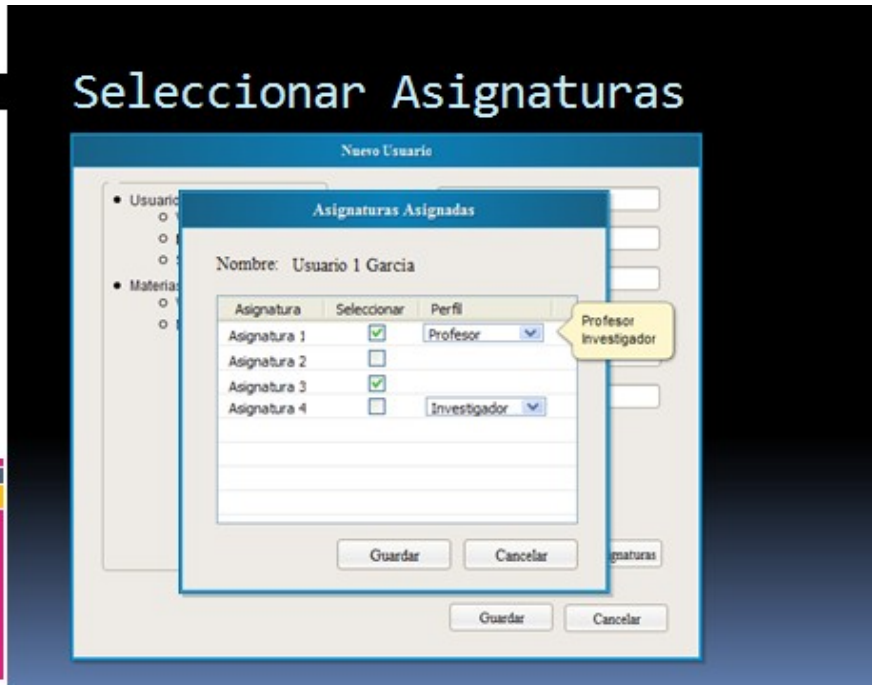 Seleccionar Asignaturas
Nuevo Usuario
Usuario
Materias
Asignaturas Asignadas
Nombre: Usuario 1 Garcia
Asignatura Seleccionar Perfil
Asignatura 1 Profesor
Asignatura 2
Asignatura 3
Asignatura 4 Investigador
Profesor
Investigador
Guardar Cancelar
gnaturas
Guardar Cancelar